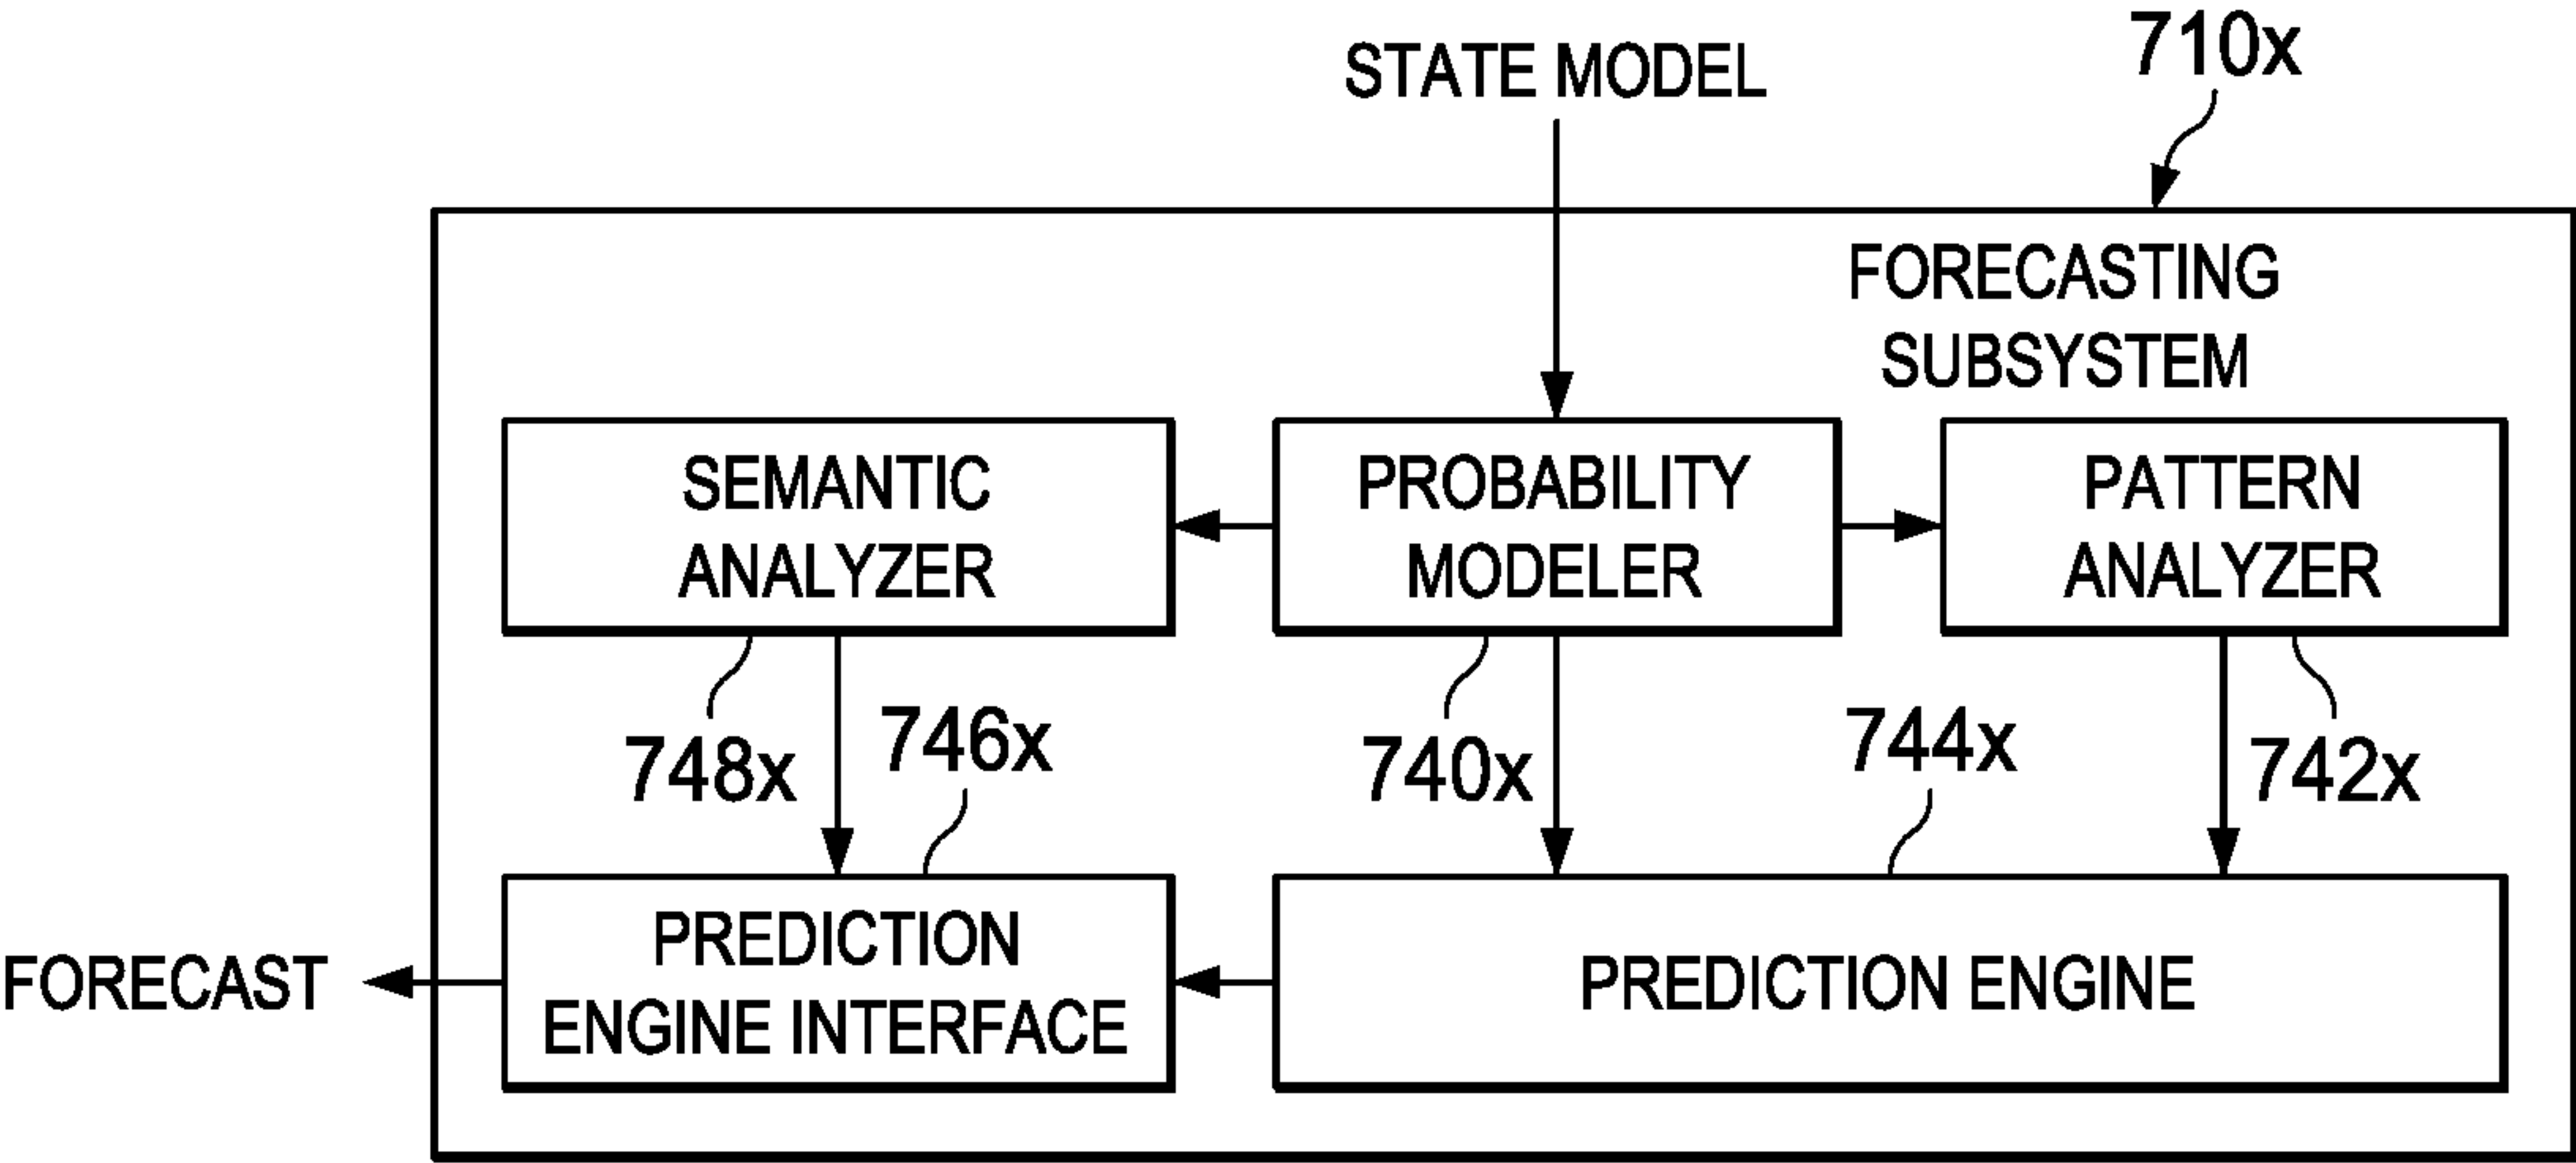 710x
STATE MODEL
FORECASTING
SUBSYSTEM
SEMANTIC
ANALYZER
PROBABILITY
MODELER
PATTERN
ANALYZER
748x
746x
740x
744x
742x
FORECAST
PREDICTION
ENGINE INTERFACE
PREDICTION ENGINE